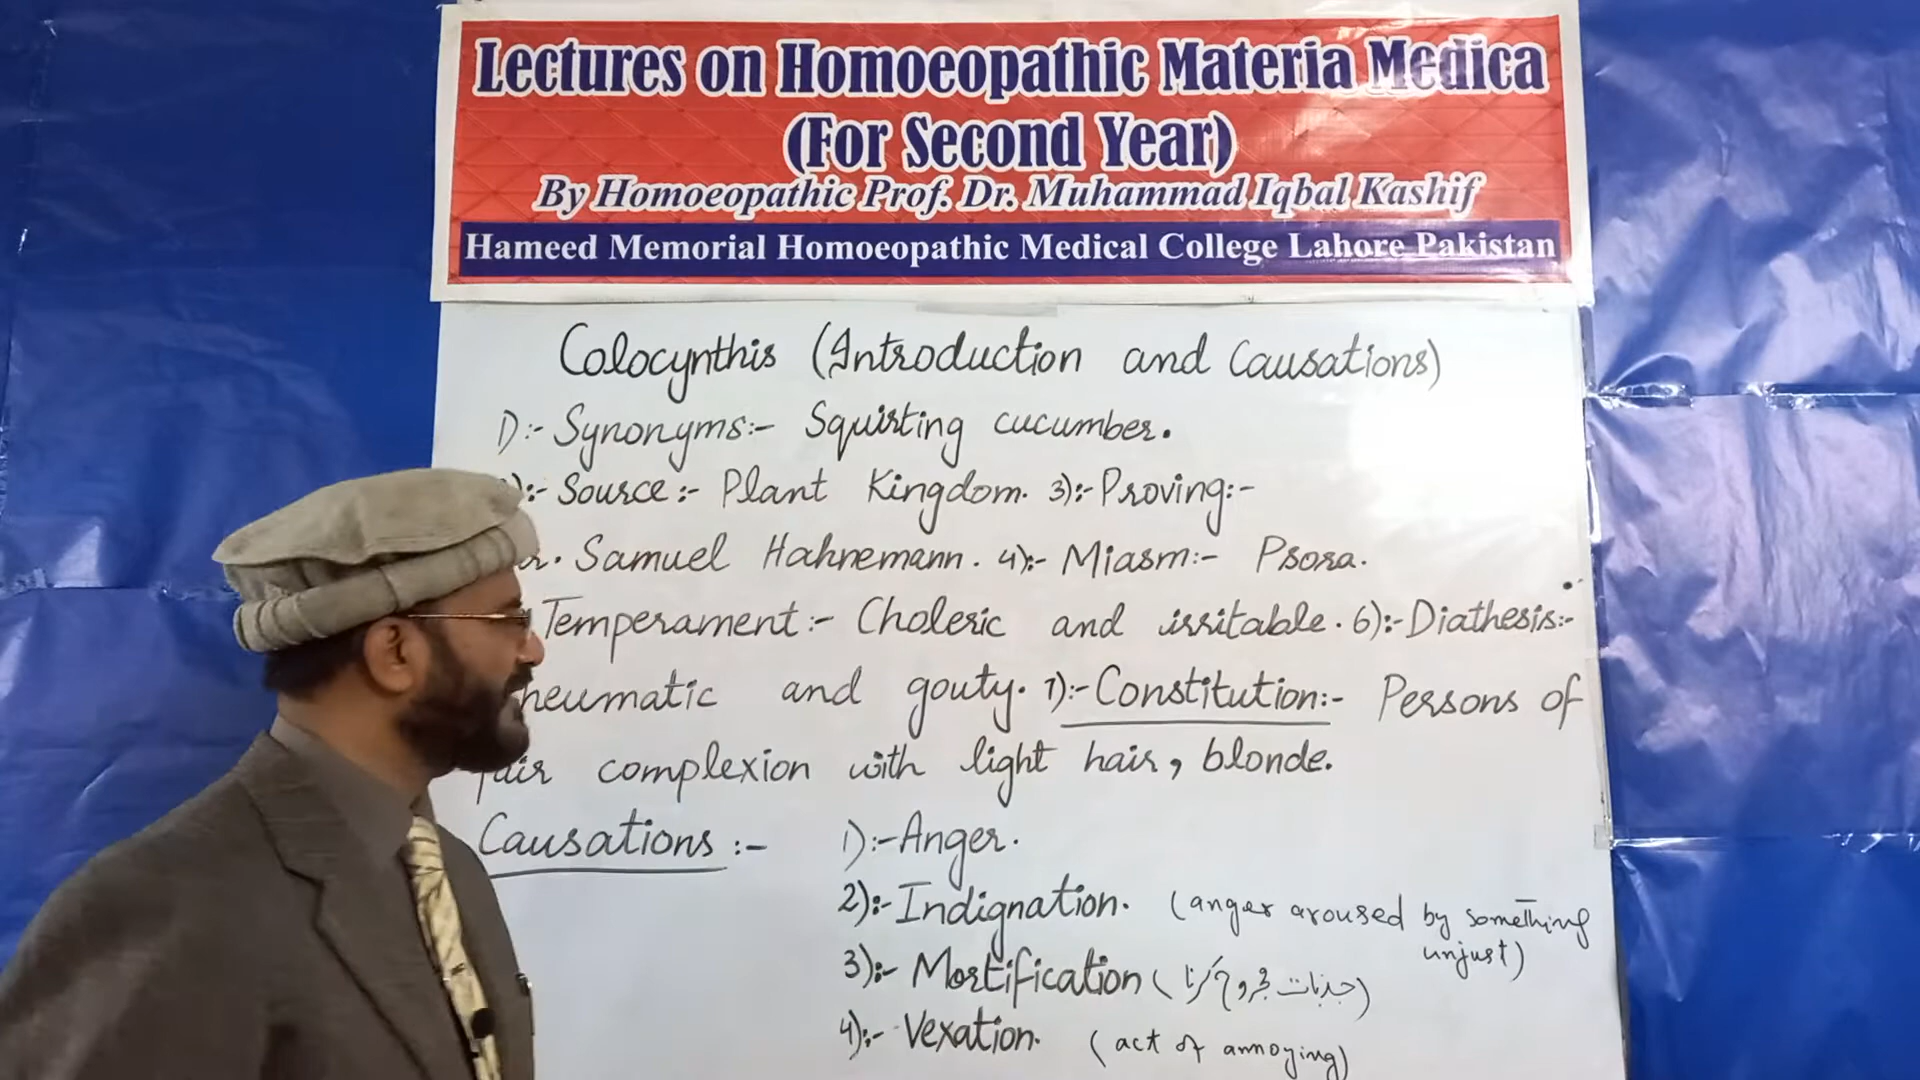 Lectures on Homoeopathic Materia Medica
(For Second Year)
By Homoeopathic Prof. Dr. Muhammad Iqbal Kashif
Hameed Memorial Homoeopathic Medical College Lahore Pakistan
Colocynthis (Introduction and Causations)
1):- Synonyms:- Squirting cucumber.
):- Source:- Plant Kingdom. 3):- Proving:-
r. Samuel Hahnemann. 4):- Miasm:- Psora.
Temperament:- Choleric and irritable. 6):- Diathesis:-
heumatic and gouty. 7):- Constitution:- Persons of
fair complexion with light hair, blonde.
Causations:- 1):- Anger.
2):- Indignation. (anger aroused by something
unjust)
3):- Mortification (جذبات مجروح کرنا)
4):- Vexation. (act of annoying)